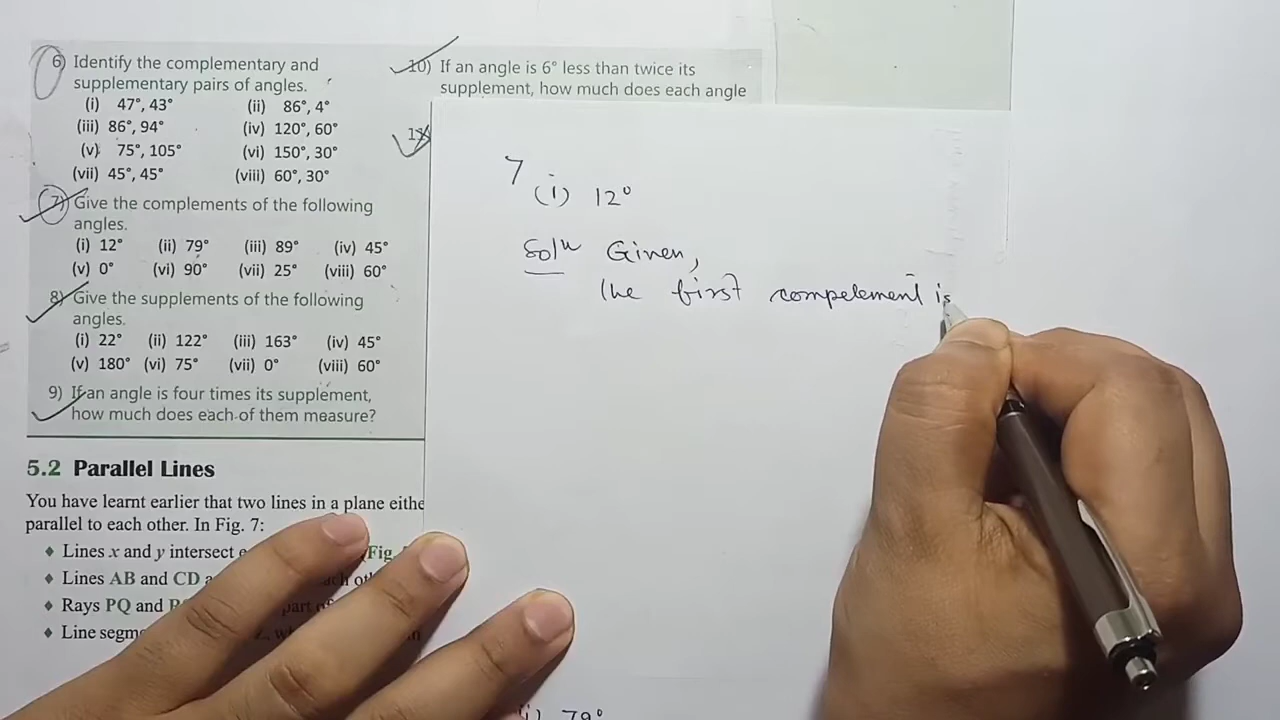 6) Identify the complementary and
supplementary pairs of angles.
(i) 47°, 43° (ii) 86°, 4°
(iii) 86°, 94° (iv) 120°, 60°
(v) 75°, 105° (vi) 150°, 30°
(vii) 45°, 45° (viii) 60°, 30°
7) Give the complements of the following
angles.
(i) 12° (ii) 79° (iii) 89° (iv) 45°
(v) 0° (vi) 90° (vii) 25° (viii) 60°
8) Give the supplements of the following
angles.
(i) 22° (ii) 122° (iii) 163° (iv) 45°
(v) 180° (vi) 75° (vii) 0° (viii) 60°
9) If an angle is four times its supplement,
how much does each of them measure?
5.2 Parallel Lines
You have learnt earlier that two lines in a plane eithe
parallel to each other. In Fig. 7:
♦ Lines x and y intersect (Fig.
♦ Lines AB and CD
♦ Rays PQ and part of
♦ Line segm
10) If an angle is 6° less than twice its
supplement, how much does each angle
7
(i) 12°
Soln Given,
The first compelement is
79°